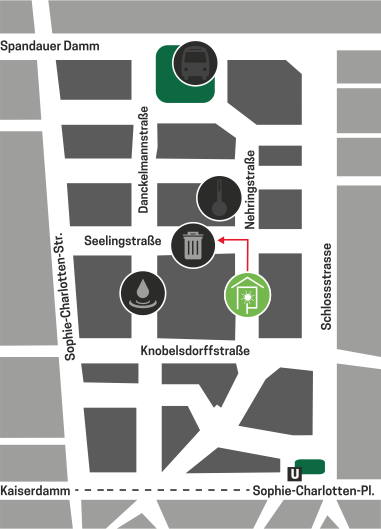 Spandauer Damm
Danckelmannstraße
Nehringstraße
Seelingstraße
Sophie-Charlotten-Str.
Schlossstrasse
Knobelsdorffstraße
U
Kaiserdamm
Sophie-Charlotten-Pl.